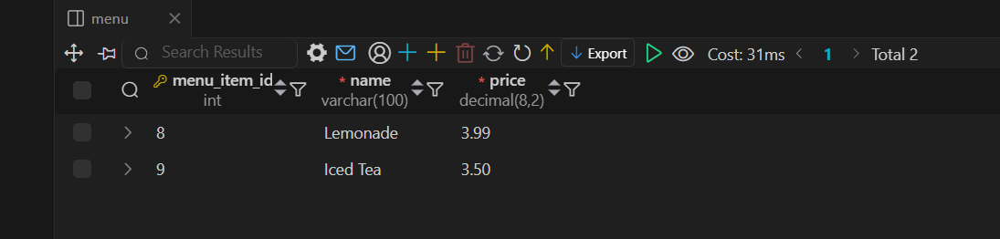 menu
Search Results Export Cost: 31ms 1 Total 2
menu_item_id * name * price
int varchar(100) decimal(8,2)
8 Lemonade 3.99
9 Iced Tea 3.50